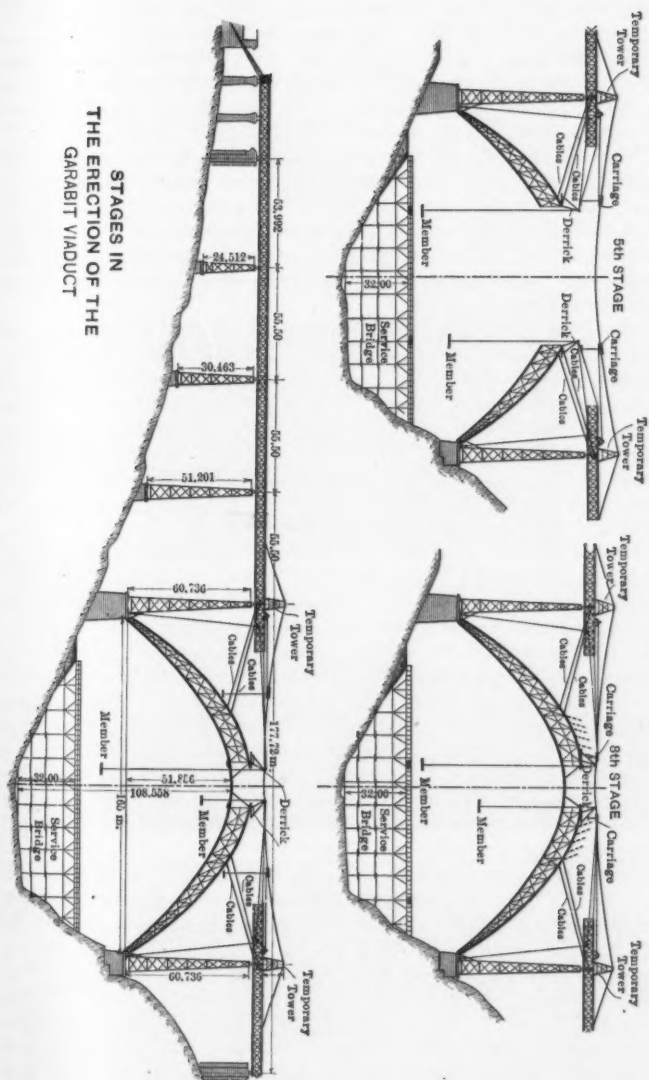 Temporary
Tower
Carriage
5th STAGE
Carriage
Temporary
Tower
Cables
Cables
Derrick
Derrick
Cables
Cables
Member
Member
32.00
Service
Bridge
Temporary
Tower
Carriage
8th STAGE
Carriage
Temporary
Tower
Cables
Cables
Derrick
Cables
Cables
Member
Member
32.00
Service
Bridge
53.992
55.50
55.50
55.50
24.512
30.463
51.201
60.736
Temporary
Tower
177.72 m.
Temporary
Tower
Cables
Cables
Derrick
Cables
Cables
Member
Member
108.558
165 m.
60.736
32.00
Service
Bridge
STAGES IN
THE ERECTION OF THE
GARABIT VIADUCT